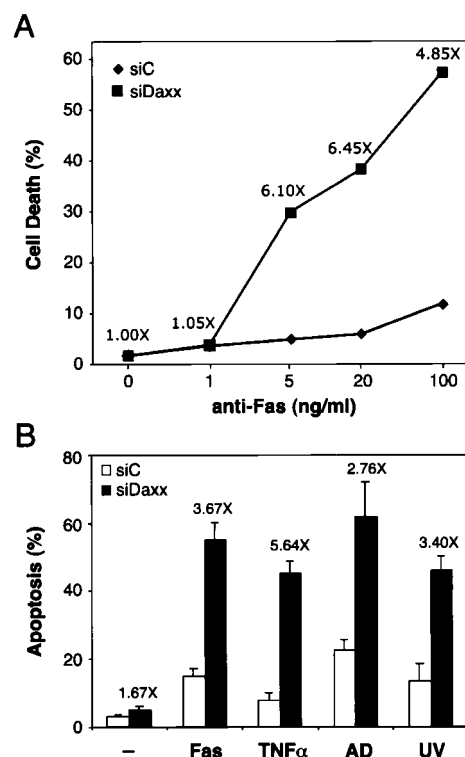 A
siC
siDaxx
4.85X
6.45X
6.10X
1.05X
1.00X
Cell Death (%)
60
50
40
30
20
10
0
0 1 5 20 100
anti-Fas (ng/ml)
B
siC
siDaxx
2.76X
3.67X
5.64X
3.40X
1.67X
Apoptosis (%)
80
60
40
20
0
– Fas TNFα AD UV